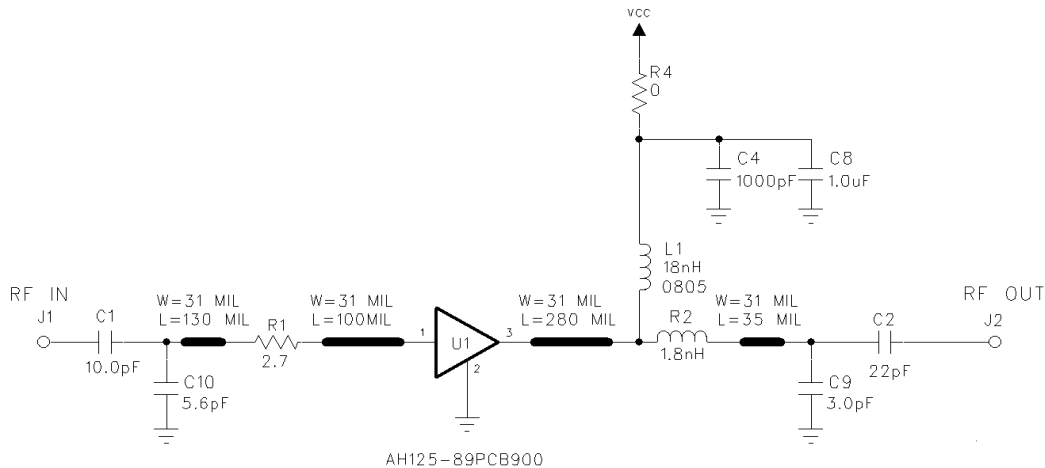 VCC
R4
0
C4
1000pF
C8
1.0uF
L1
18nH
0805
RF IN
J1
C1
10.0pF
W=31 MIL
L=130 MIL
R1
2.7
W=31 MIL
L=100MIL
C10
5.6pF
1
U1
2
3
W=31 MIL
L=280 MIL
R2
1.8nH
W=31 MIL
L=35 MIL
C9
3.0pF
C2
22pF
RF OUT
J2
AH125-89PCB900